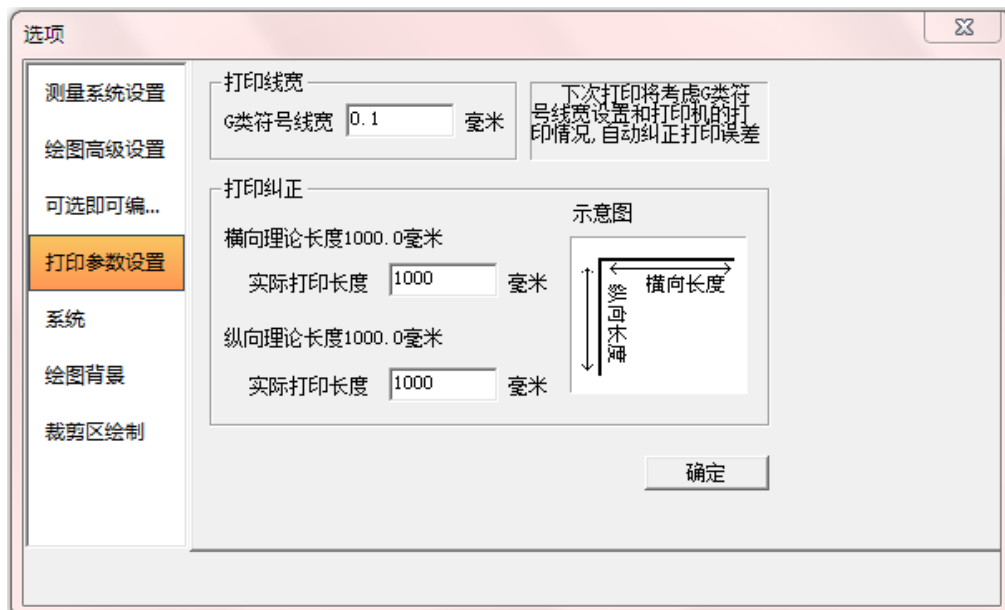 选项
测量系统设置
绘图高级设置
可选即可编...
打印参数设置
系统
绘图背景
裁剪区绘制
打印线宽
G类符号线宽 0.1 毫米
下次打印将考虑G类符
号线宽设置和打印机的打
印情况,自动纠正打印误差
打印纠正
横向理论长度1000.0毫米
实际打印长度 1000 毫米
纵向理论长度1000.0毫米
实际打印长度 1000 毫米
示意图
横向长度
纵向长度
确定